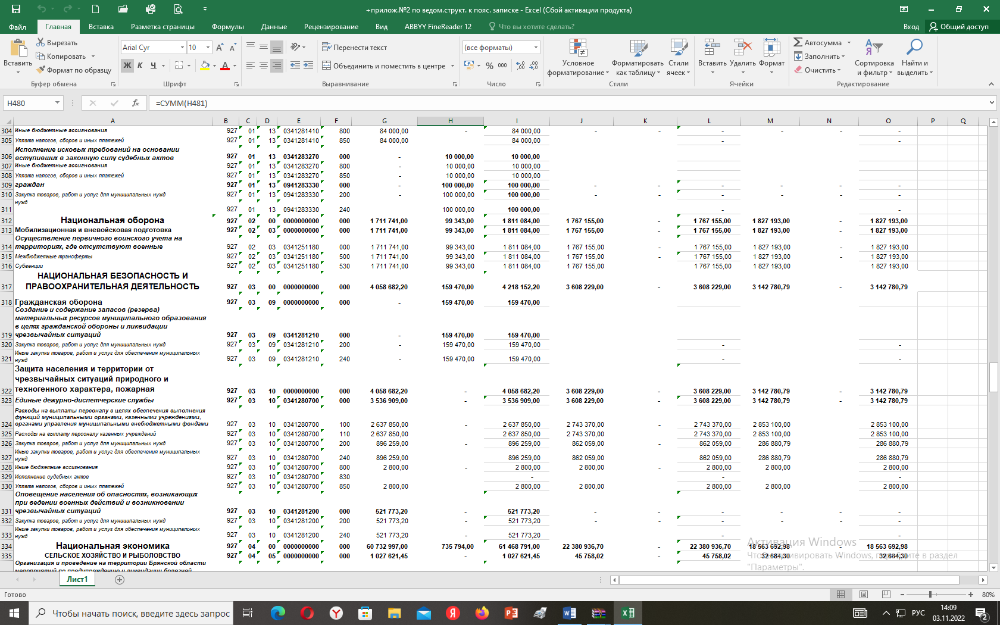 +прилож.№2 по ведом.структ. к пояс. записке - Excel (Сбой активации продукта)
Файл Главная Вставка Разметка страницы Формулы Данные Рецензирование Вид ABBYY FineReader 12 Что вы хотите сделать? Вход Общий доступ
Вставить Вырезать Копировать Формат по образцу
Arial Cyr 10 Ж К Ч
Перенести текст Объединить и поместить в центре
(все форматы) % 000
Условное форматирование Форматировать как таблицу Стили ячеек
Вставить Удалить Формат
Автосумма Заполнить Очистить Сортировка и фильтр Найти и выделить
Буфер обмена Шрифт Выравнивание Число Стили Ячейки Редактирование
H480 fx =СУММ(H481)
A B C D E F G H I J K L M N O P Q
304 Иные бюджетные ассигнования 927 01 13 0341281410 800 84 000,00 - 84 000,00 - - - - - -
305 Уплата налогов, сборов и иных платежей 927 01 13 0341281410 850 84 000,00 84 000,00 - -
Исполнение исковых требований на основании
306 вступивших в законную силу судебных актов 927 01 13 0341283270 000 - 10 000,00 10 000,00
307 Иные бюджетные ассигнования 927 01 13 0341283270 800 - 10 000,00 10 000,00
308 Уплата налогов, сборов и иных платежей 927 01 13 0341283270 850 - 10 000,00 10 000,00
309 граждан 927 01 13 0941283330 000 - 100 000,00 100 000,00 - - - - - -
310 Закупка товаров, работ и услуг для муниципальных нужд 927 01 13 0941283330 200 - 100 000,00 100 000,00 - - - - - -
нужд
311 927 01 13 0941283330 240 100 000,00 100 000,00 - -
312 Национальная оборона 927 02 00 0000000000 000 1 711 741,00 99 343,00 1 811 084,00 1 767 155,00 - 1 767 155,00 1 827 193,00 - 1 827 193,00
313 Мобилизационная и вневойсковая подготовка 927 02 03 0000000000 000 1 711 741,00 99 343,00 1 811 084,00 1 767 155,00 - 1 767 155,00 1 827 193,00 - 1 827 193,00
Осуществление первичного воинского учета на
314 территориях, где отсутствуют военные 927 02 03 0341251180 000 1 711 741,00 99 343,00 1 811 084,00 1 767 155,00 - 1 767 155,00 1 827 193,00 - 1 827 193,00
315 Межбюджетные трансферты 927 02 03 0341251180 500 1 711 741,00 99 343,00 1 811 084,00 1 767 155,00 - 1 767 155,00 1 827 193,00 - 1 827 193,00
316 Субвенции 927 02 03 0341251180 530 1 711 741,00 99 343,00 1 811 084,00 1 767 155,00 1 767 155,00 1 827 193,00 1 827 193,00
НАЦИОНАЛЬНАЯ БЕЗОПАСНОСТЬ И
317 ПРАВООХРАНИТЕЛЬНАЯ ДЕЯТЕЛЬНОСТЬ 927 03 00 0000000000 000 4 058 682,20 159 470,00 4 218 152,20 3 608 229,00 - 3 608 229,00 3 142 780,79 - 3 142 780,79
318 Гражданская оборона 927 03 09 0000000000 000 - 159 470,00 159 470,00
Создание и содержание запасов (резерва)
материальных ресурсов муниципального образования
в целях гражданской обороны и ликвидации
319 чрезвычайных ситуаций 927 03 09 0341281210 000 - 159 470,00 159 470,00
320 Закупка товаров, работ и услуг для муниципальных нужд 927 03 09 0341281210 200 - 159 470,00 159 470,00 - -
Иные закупки товаров, работ и услуг для обеспечения муниципальных
321 нужд 927 03 09 0341281210 240 - 159 470,00 159 470,00 - -
Защита населения и территории от
чрезвычайных ситуаций природного и
322 техногенного характера, пожарная 927 03 10 0000000000 000 4 058 682,20 - 4 058 682,20 3 608 229,00 - 3 608 229,00 3 142 780,79 - 3 142 780,79
323 Единые дежурно-диспетчерские службы 927 03 10 0341280700 000 3 536 909,00 - 3 536 909,00 3 608 229,00 - 3 608 229,00 3 142 780,79 - 3 142 780,79
Расходы на выплаты персоналу в целях обеспечения выполнения
функций муниципальными органами, казенными учреждениями,
324 органами управления муниципальными внебюджетными фондами 927 03 10 0341280700 100 2 637 850,00 - 2 637 850,00 2 743 370,00 - 2 743 370,00 2 853 100,00 - 2 853 100,00
325 Расходы на выплату персоналу казенных учреждений 927 03 10 0341280700 110 2 637 850,00 2 637 850,00 2 743 370,00 2 743 370,00 2 853 100,00 2 853 100,00
326 Закупка товаров, работ и услуг для муниципальных нужд 927 03 10 0341280700 200 896 259,00 - 896 259,00 862 059,00 - 862 059,00 286 880,79 - 286 880,79
Иные закупки товаров, работ и услуг для обеспечения муниципальных
327 нужд 927 03 10 0341280700 240 896 259,00 896 259,00 862 059,00 862 059,00 286 880,79 286 880,79
328 Иные бюджетные ассигнования 927 03 10 0341280700 800 2 800,00 - 2 800,00 2 800,00 - 2 800,00 2 800,00 - 2 800,00
329 Исполнение судебных актов 927 03 10 0341280700 830 - - -
330 Уплата налогов, сборов и иных платежей 927 03 10 0341280700 850 2 800,00 2 800,00 2 800,00 2 800,00 2 800,00 2 800,00
Оповещение населения об опасностях, возникающих
при ведении военных действий и возникновении
331 чрезвычайных ситуаций 927 03 10 0341281200 000 521 773,20 - 521 773,20 - - - - - -
332 Закупка товаров, работ и услуг для муниципальных нужд 927 03 10 0341281200 200 521 773,20 - 521 773,20 - - - - - -
Иные закупки товаров, работ и услуг для обеспечения муниципальных
333 нужд 927 03 10 0341281200 240 521 773,20 521 773,20 - -
334 Национальная экономика 927 04 00 0000000000 000 60 732 997,00 735 794,00 61 468 791,00 22 380 936,70 - 22 380 936,70 18 563 692,98 - 18 563 692,98
335 СЕЛЬСКОЕ ХОЗЯЙСТВО И РЫБОЛОВСТВО 927 04 05 0000000000 000 1 027 621,45 - 1 027 621,45 45 758,02 - 45 758,02 32 684,30 - 32 684,30
Организация и проведение на территории Брянской области
мероприятий по предупреждению и ликвидации болезней
Активация Windows
Чтобы активировать Windows, перейдите в раздел
"Параметры".
Лист1
Готово 80%
Чтобы начать поиск, введите здесь запрос
РУС 14:09 03.11.2022 2